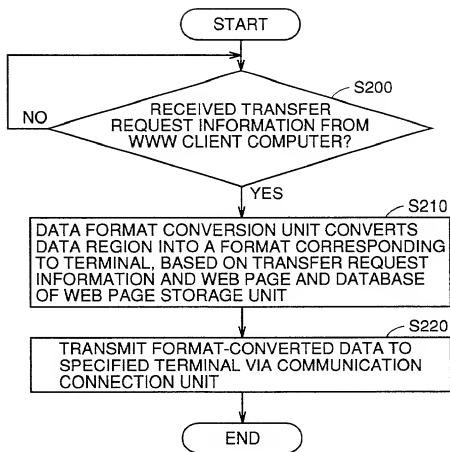 START
S200
RECEIVED TRANSFER
REQUEST INFORMATION FROM
WWW CLIENT COMPUTER?
NO
YES
S210
DATA FORMAT CONVERSION UNIT CONVERTS
DATA REGION INTO A FORMAT CORRESPONDING
TO TERMINAL, BASED ON TRANSFER REQUEST
INFORMATION AND WEB PAGE AND DATABASE
OF WEB PAGE STORAGE UNIT
S220
TRANSMIT FORMAT-CONVERTED DATA TO
SPECIFIED TERMINAL VIA COMMUNICATION
CONNECTION UNIT
END